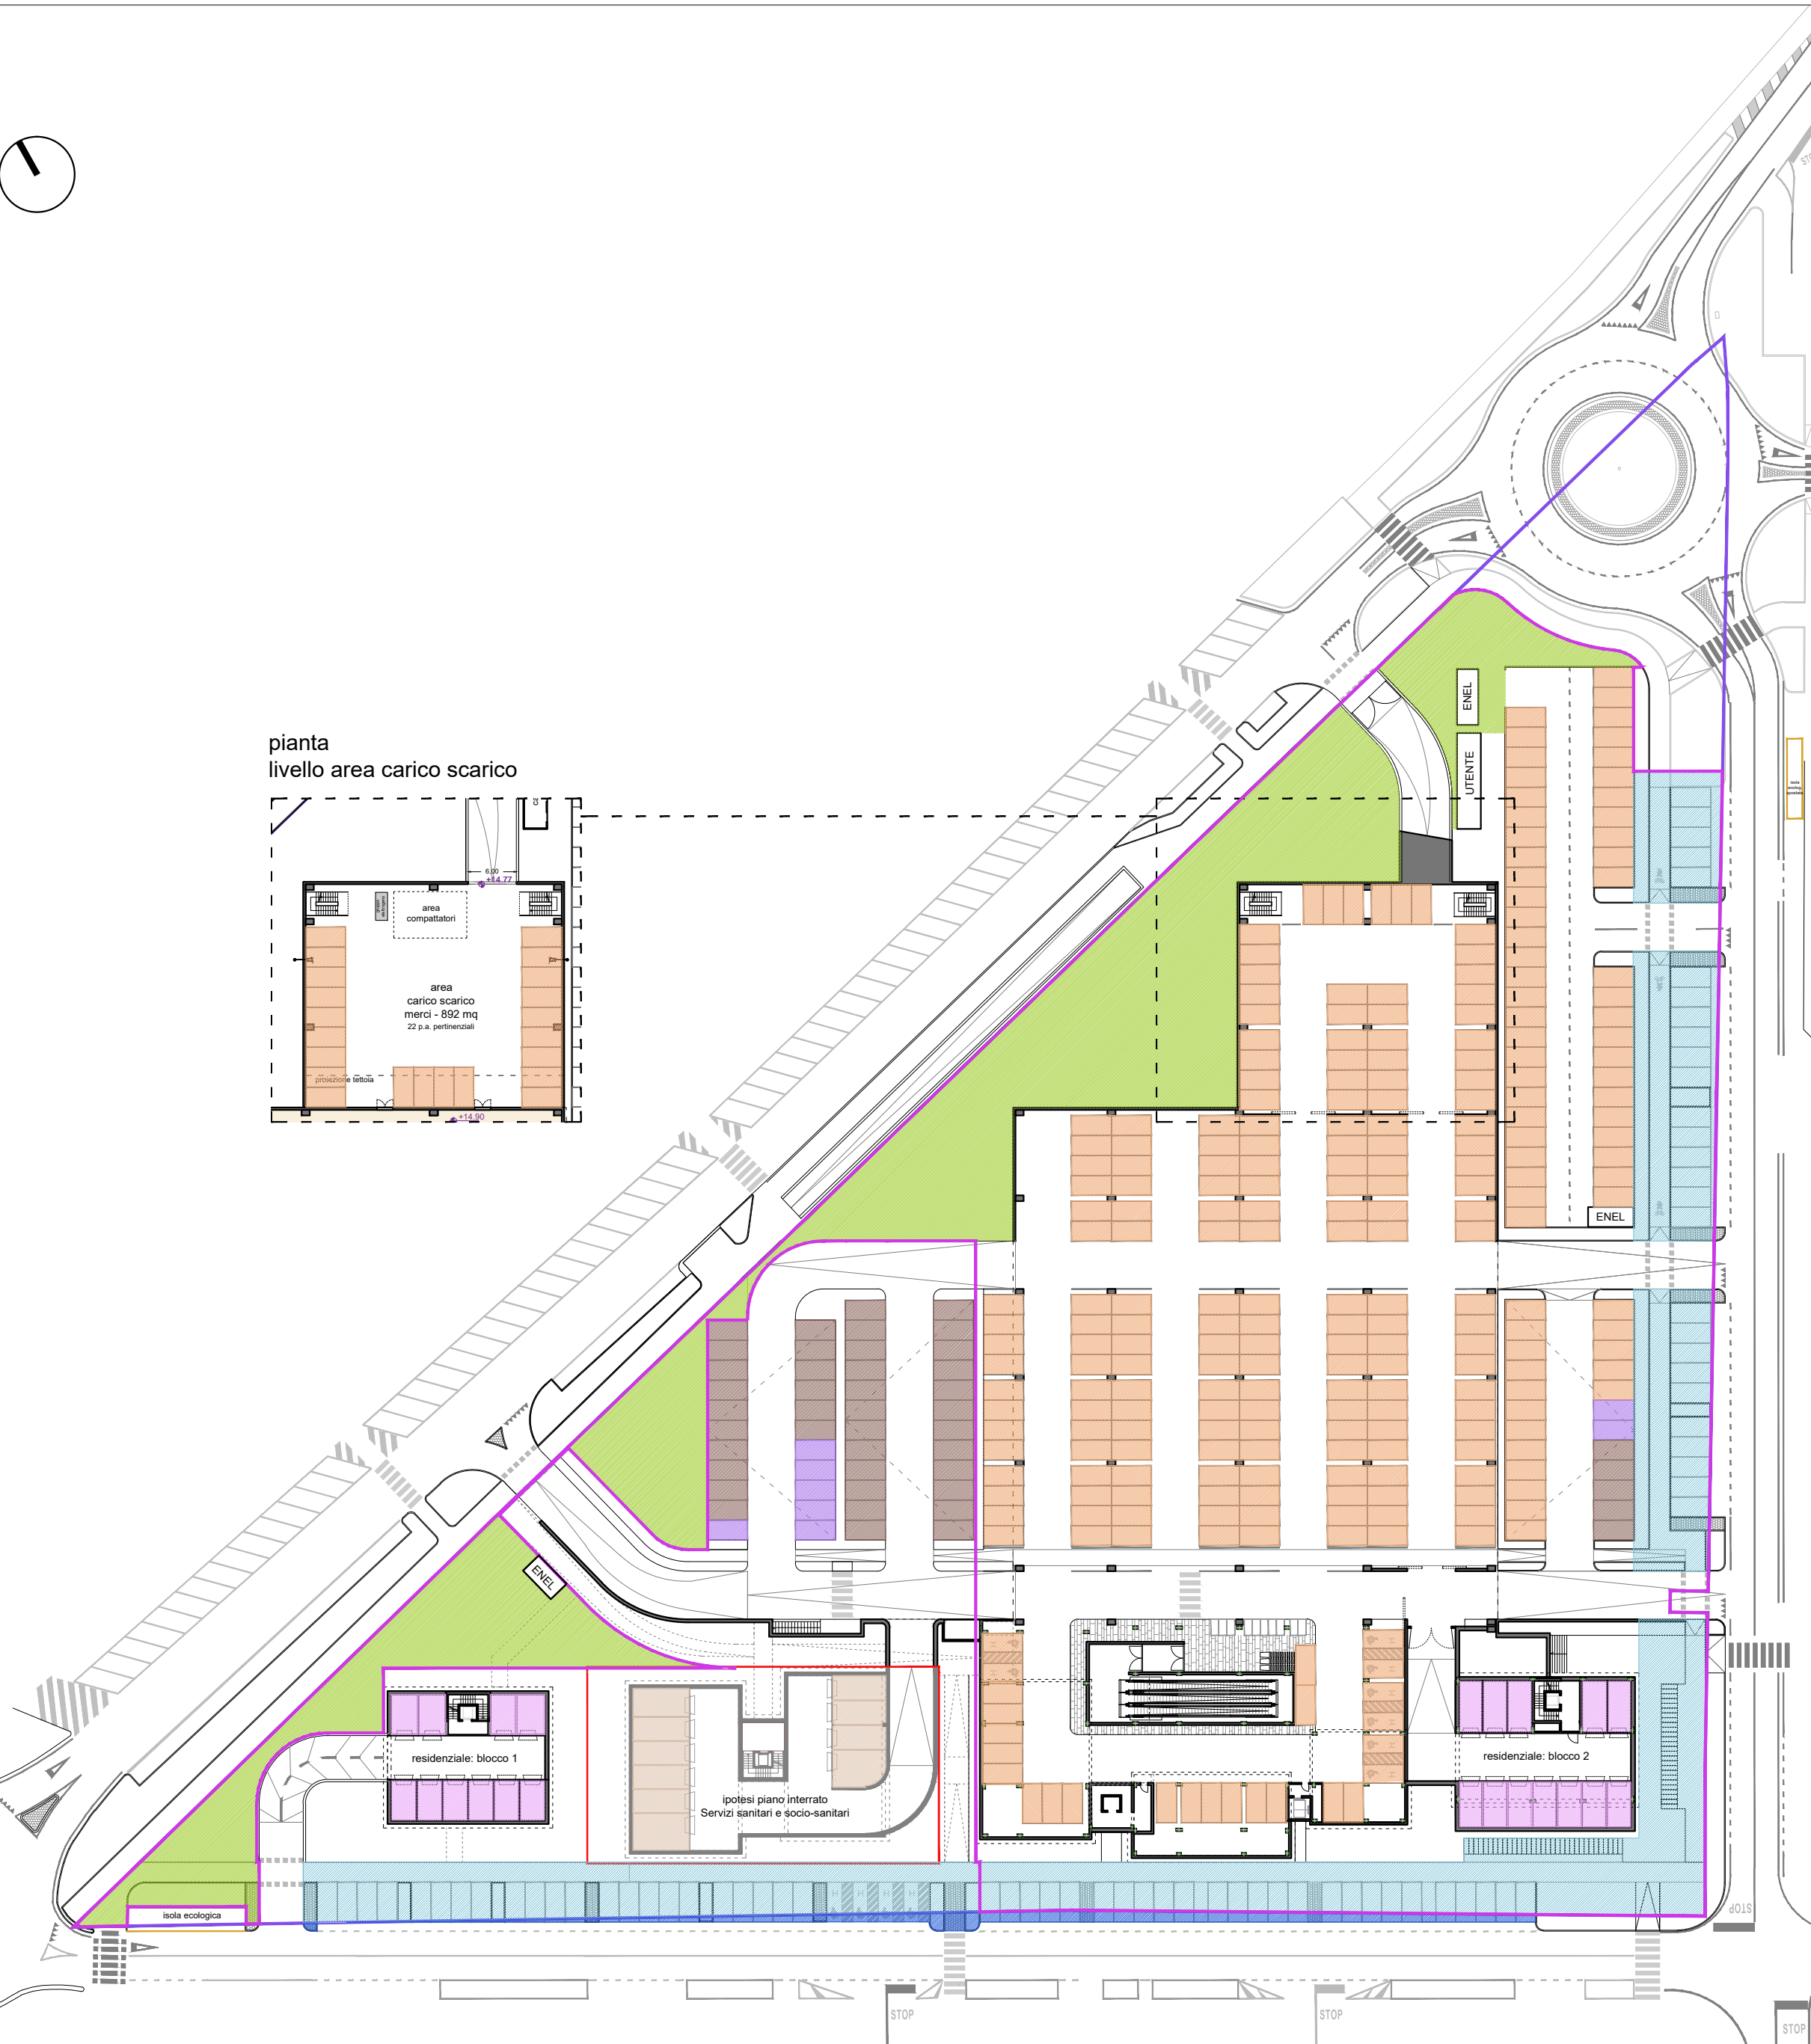 pianta
livello area carico scarico
6,00
+14.77
area
compattatori
area
carico scarico
merci - 892 mq
22 p.a. pertinenziali
proiezione tettoia
+14.90
ENEL
UTENTE
ENEL
ENEL
residenziale: blocco 1
ipotesi piano interrato
Servizi sanitari e socio-sanitari
residenziale: blocco 2
isola ecologica
STOP
STOP
STOP
STOP